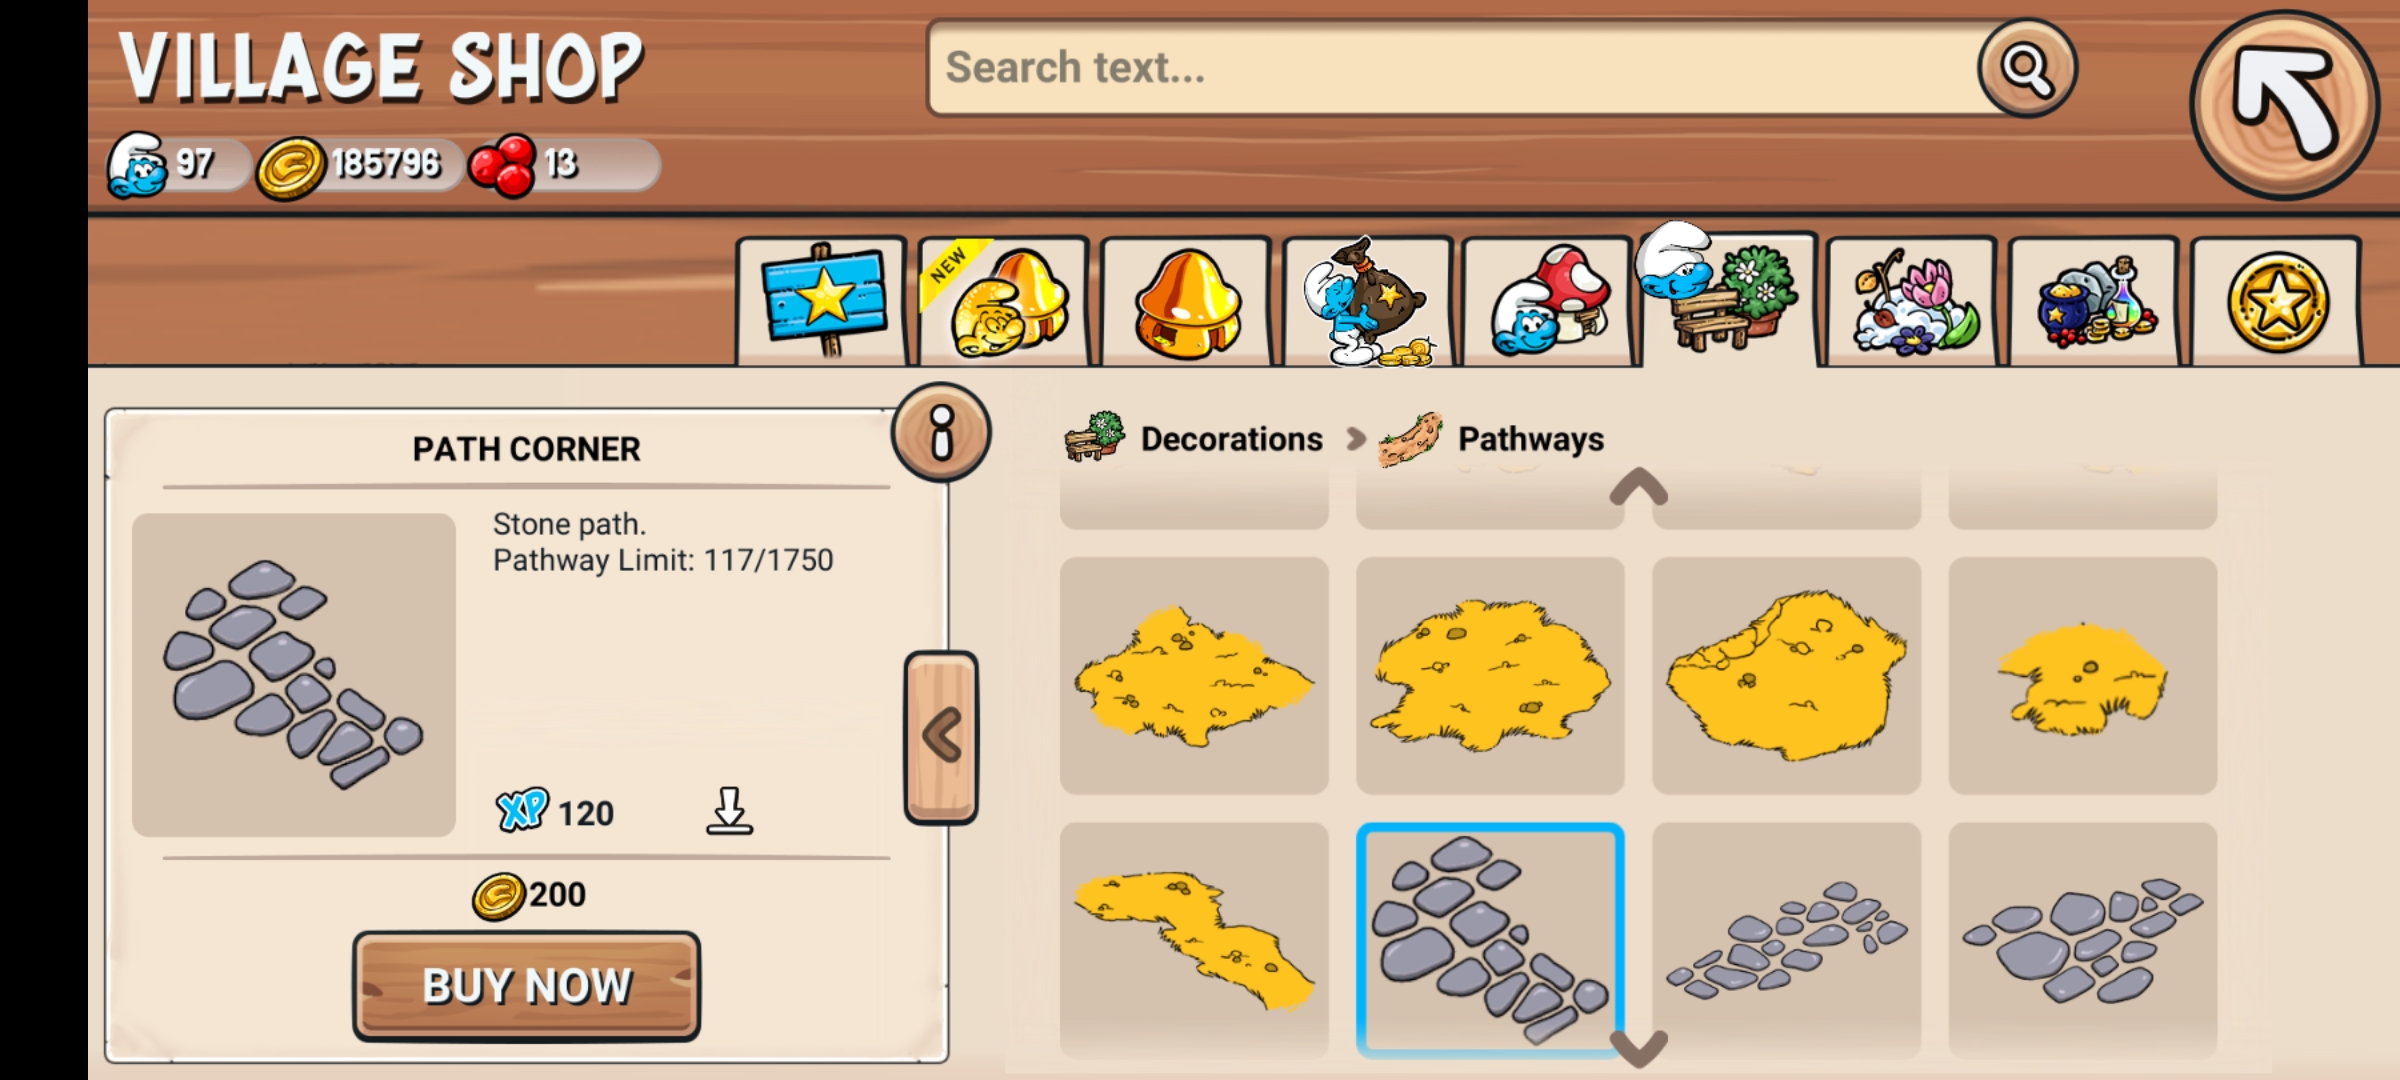 VILLAGE SHOP
Search text...
97
185796
13
NEW
PATH CORNER
Stone path.
Pathway Limit: 117/1750
XP 120
200
BUY NOW
Decorations
Pathways